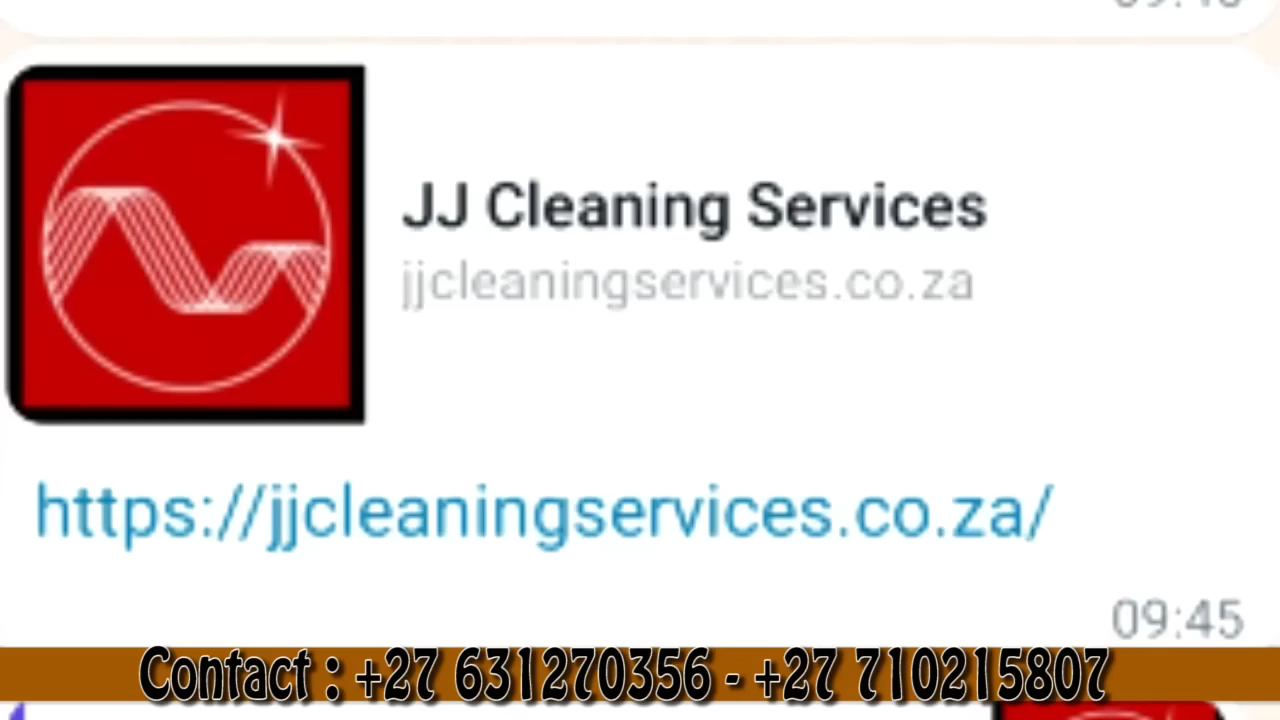 JJ Cleaning Services
jjcleaningservices.co.za
https://jjcleaningservices.co.za/
09:45
Contact : +27 631270356 - +27 710215807